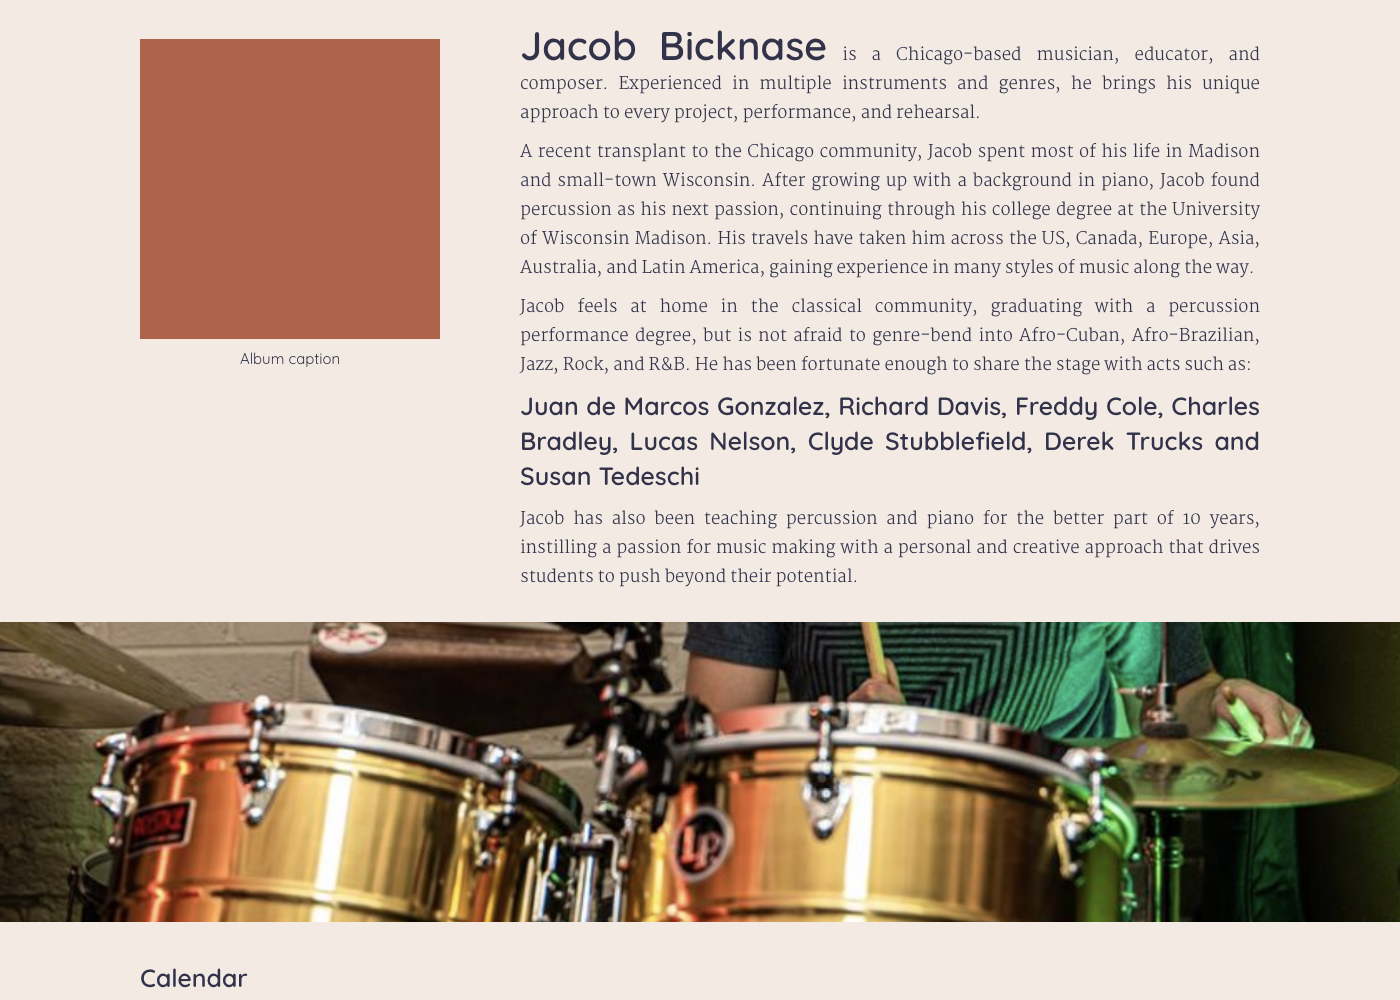 Jacob Bicknase is a Chicago-based musician, educator, and
composer. Experienced in multiple instruments and genres, he brings his unique
approach to every project, performance, and rehearsal.
A recent transplant to the Chicago community, Jacob spent most of his life in Madison
and small-town Wisconsin. After growing up with a background in piano, Jacob found
percussion as his next passion, continuing through his college degree at the University
of Wisconsin Madison. His travels have taken him across the US, Canada, Europe, Asia,
Australia, and Latin America, gaining experience in many styles of music along the way.
Jacob feels at home in the classical community, graduating with a percussion
performance degree, but is not afraid to genre-bend into Afro-Cuban, Afro-Brazilian,
Jazz, Rock, and R&B. He has been fortunate enough to share the stage with acts such as:
Juan de Marcos Gonzalez, Richard Davis, Freddy Cole, Charles
Bradley, Lucas Nelson, Clyde Stubblefield, Derek Trucks and
Susan Tedeschi
Jacob has also been teaching percussion and piano for the better part of 10 years,
instilling a passion for music making with a personal and creative approach that drives
students to push beyond their potential.
Album caption
LP
Calendar